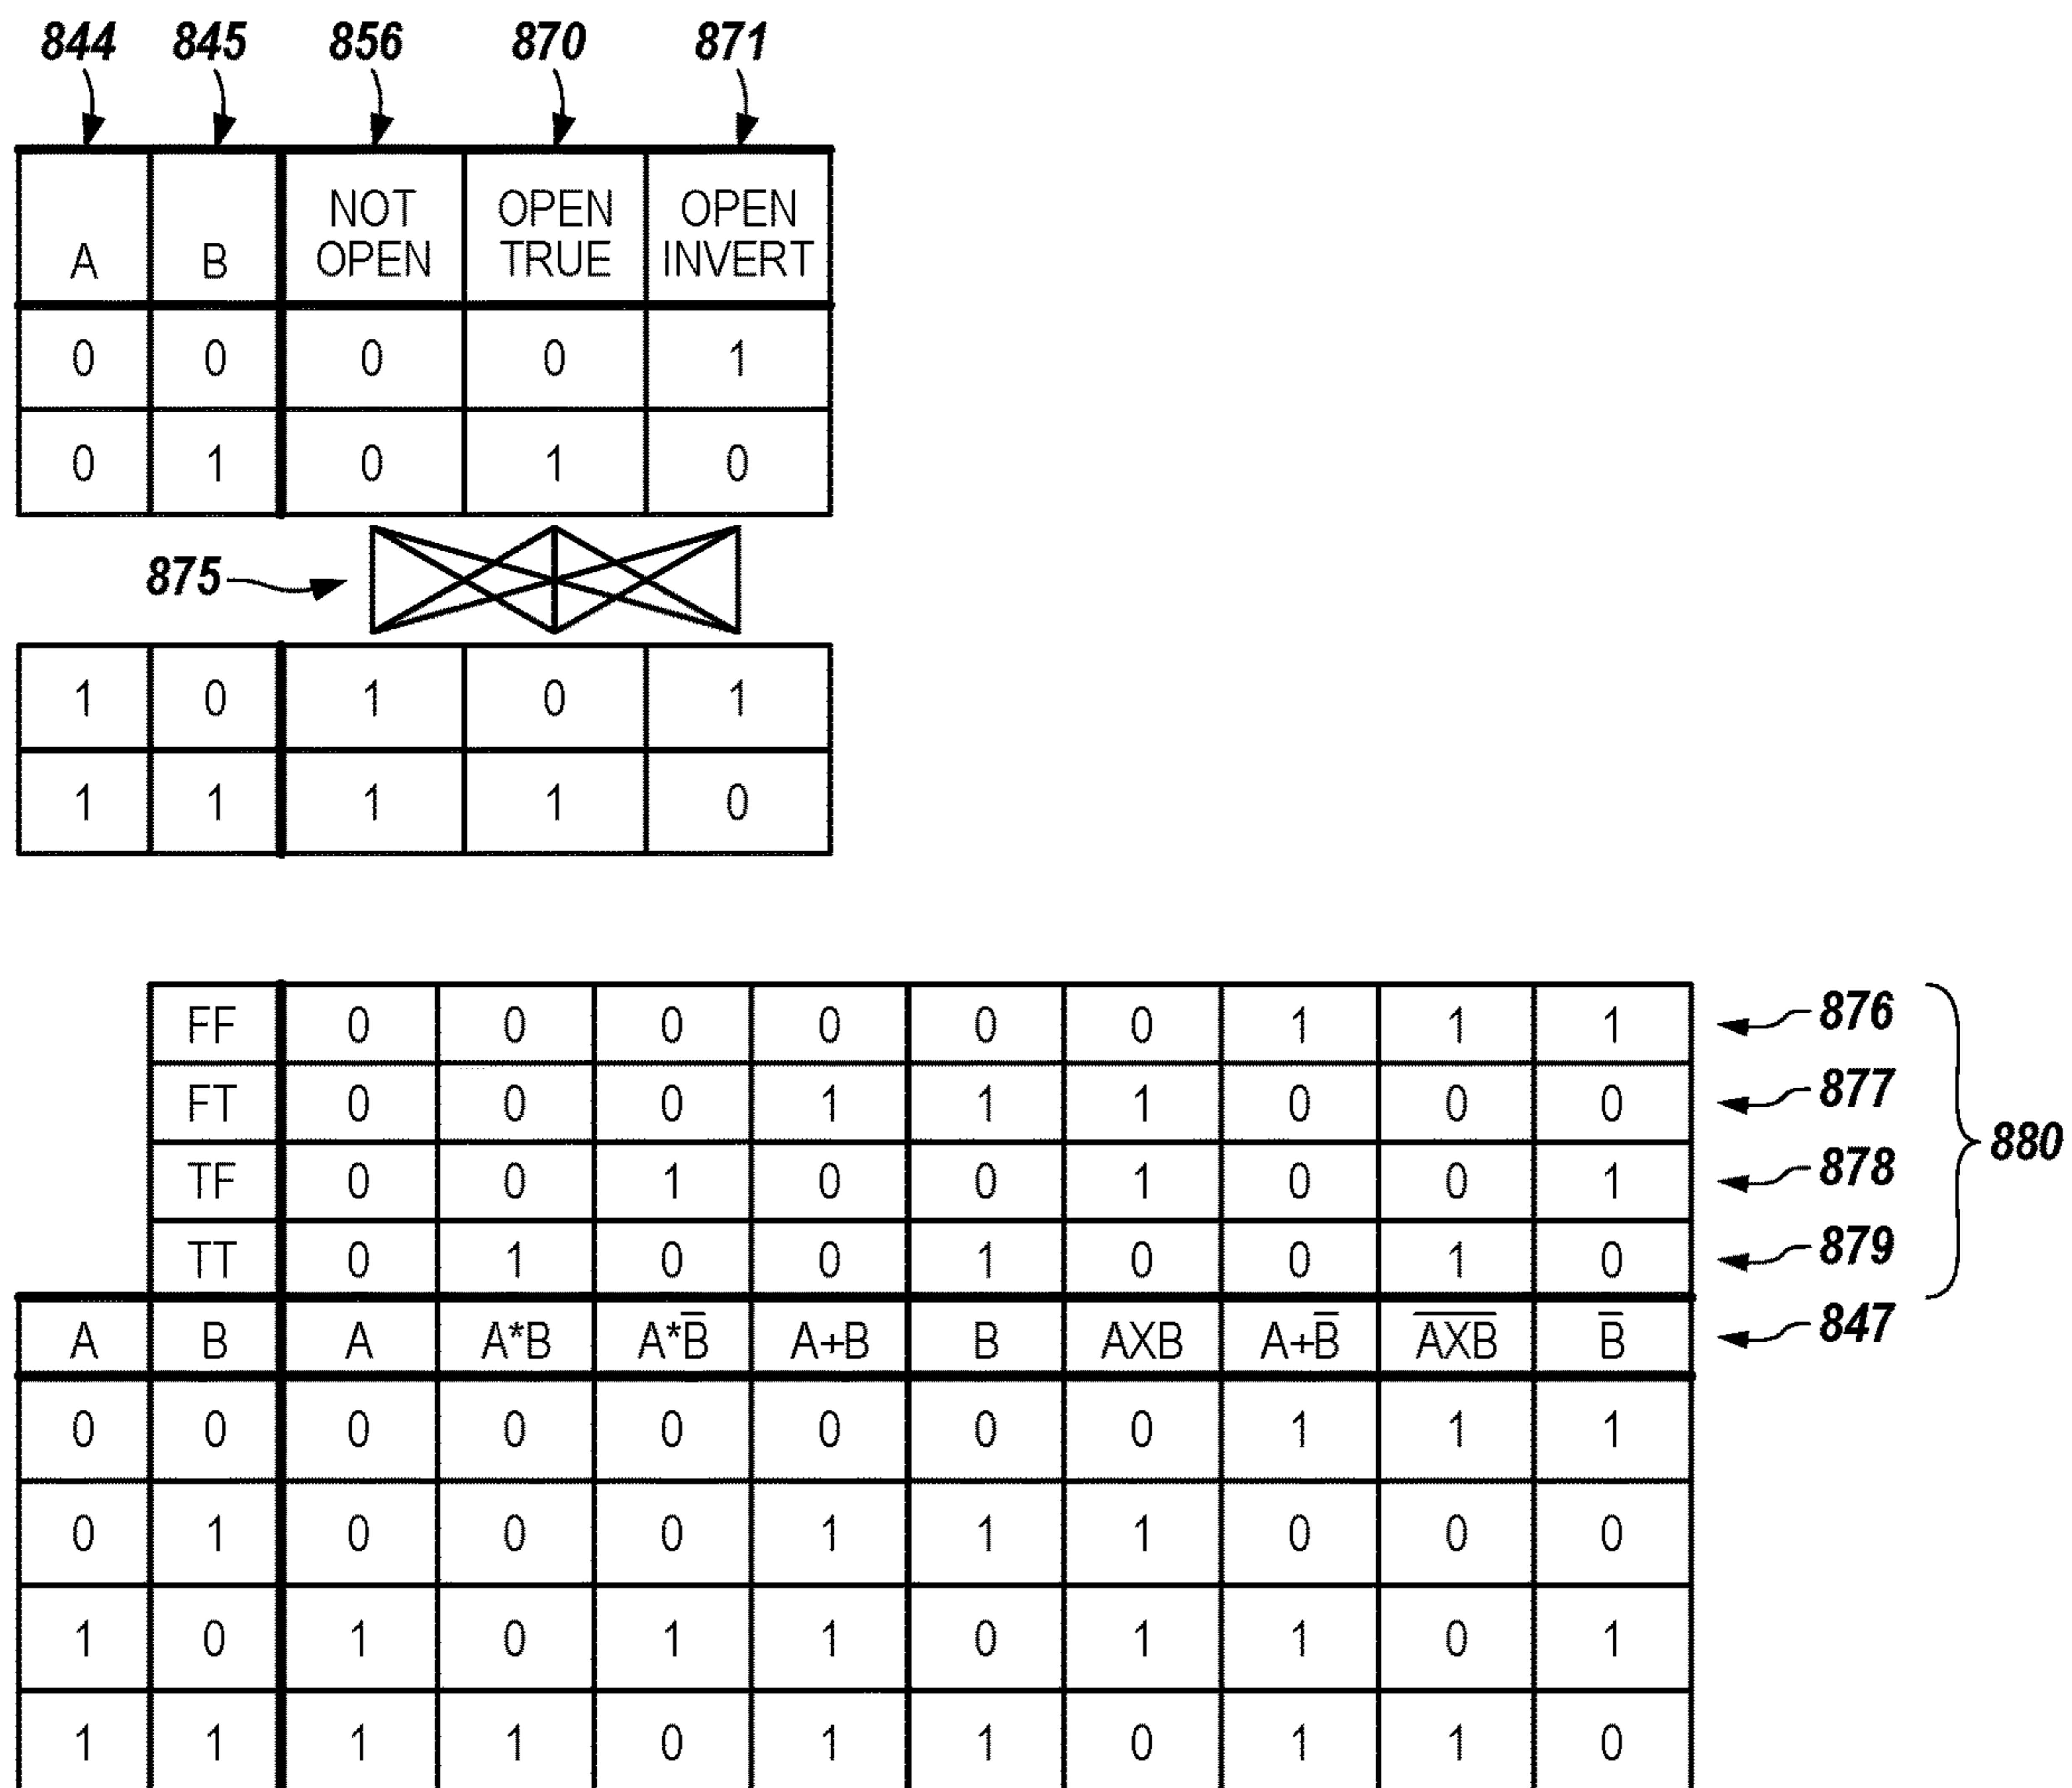 844 845 856 870 871
A B NOT OPEN OPEN TRUE OPEN INVERT
0 0 0 0 1
0 1 0 1 0
875
1 0 1 0 1
1 1 1 1 0
FF 0 0 0 0 0 0 1 1 1 876
FT 0 0 0 1 1 1 0 0 0 877
880
TF 0 0 1 0 0 1 0 0 1 878
TT 0 1 0 0 1 0 0 1 0 879
A B A A*B A*B̅ A+B B AXB A+B̅ A̅X̅B̅ B̅ 847
0 0 0 0 0 0 0 0 1 1 1
0 1 0 0 0 1 1 1 0 0 0
1 0 1 0 1 1 0 1 1 0 1
1 1 1 1 0 1 1 0 1 1 0